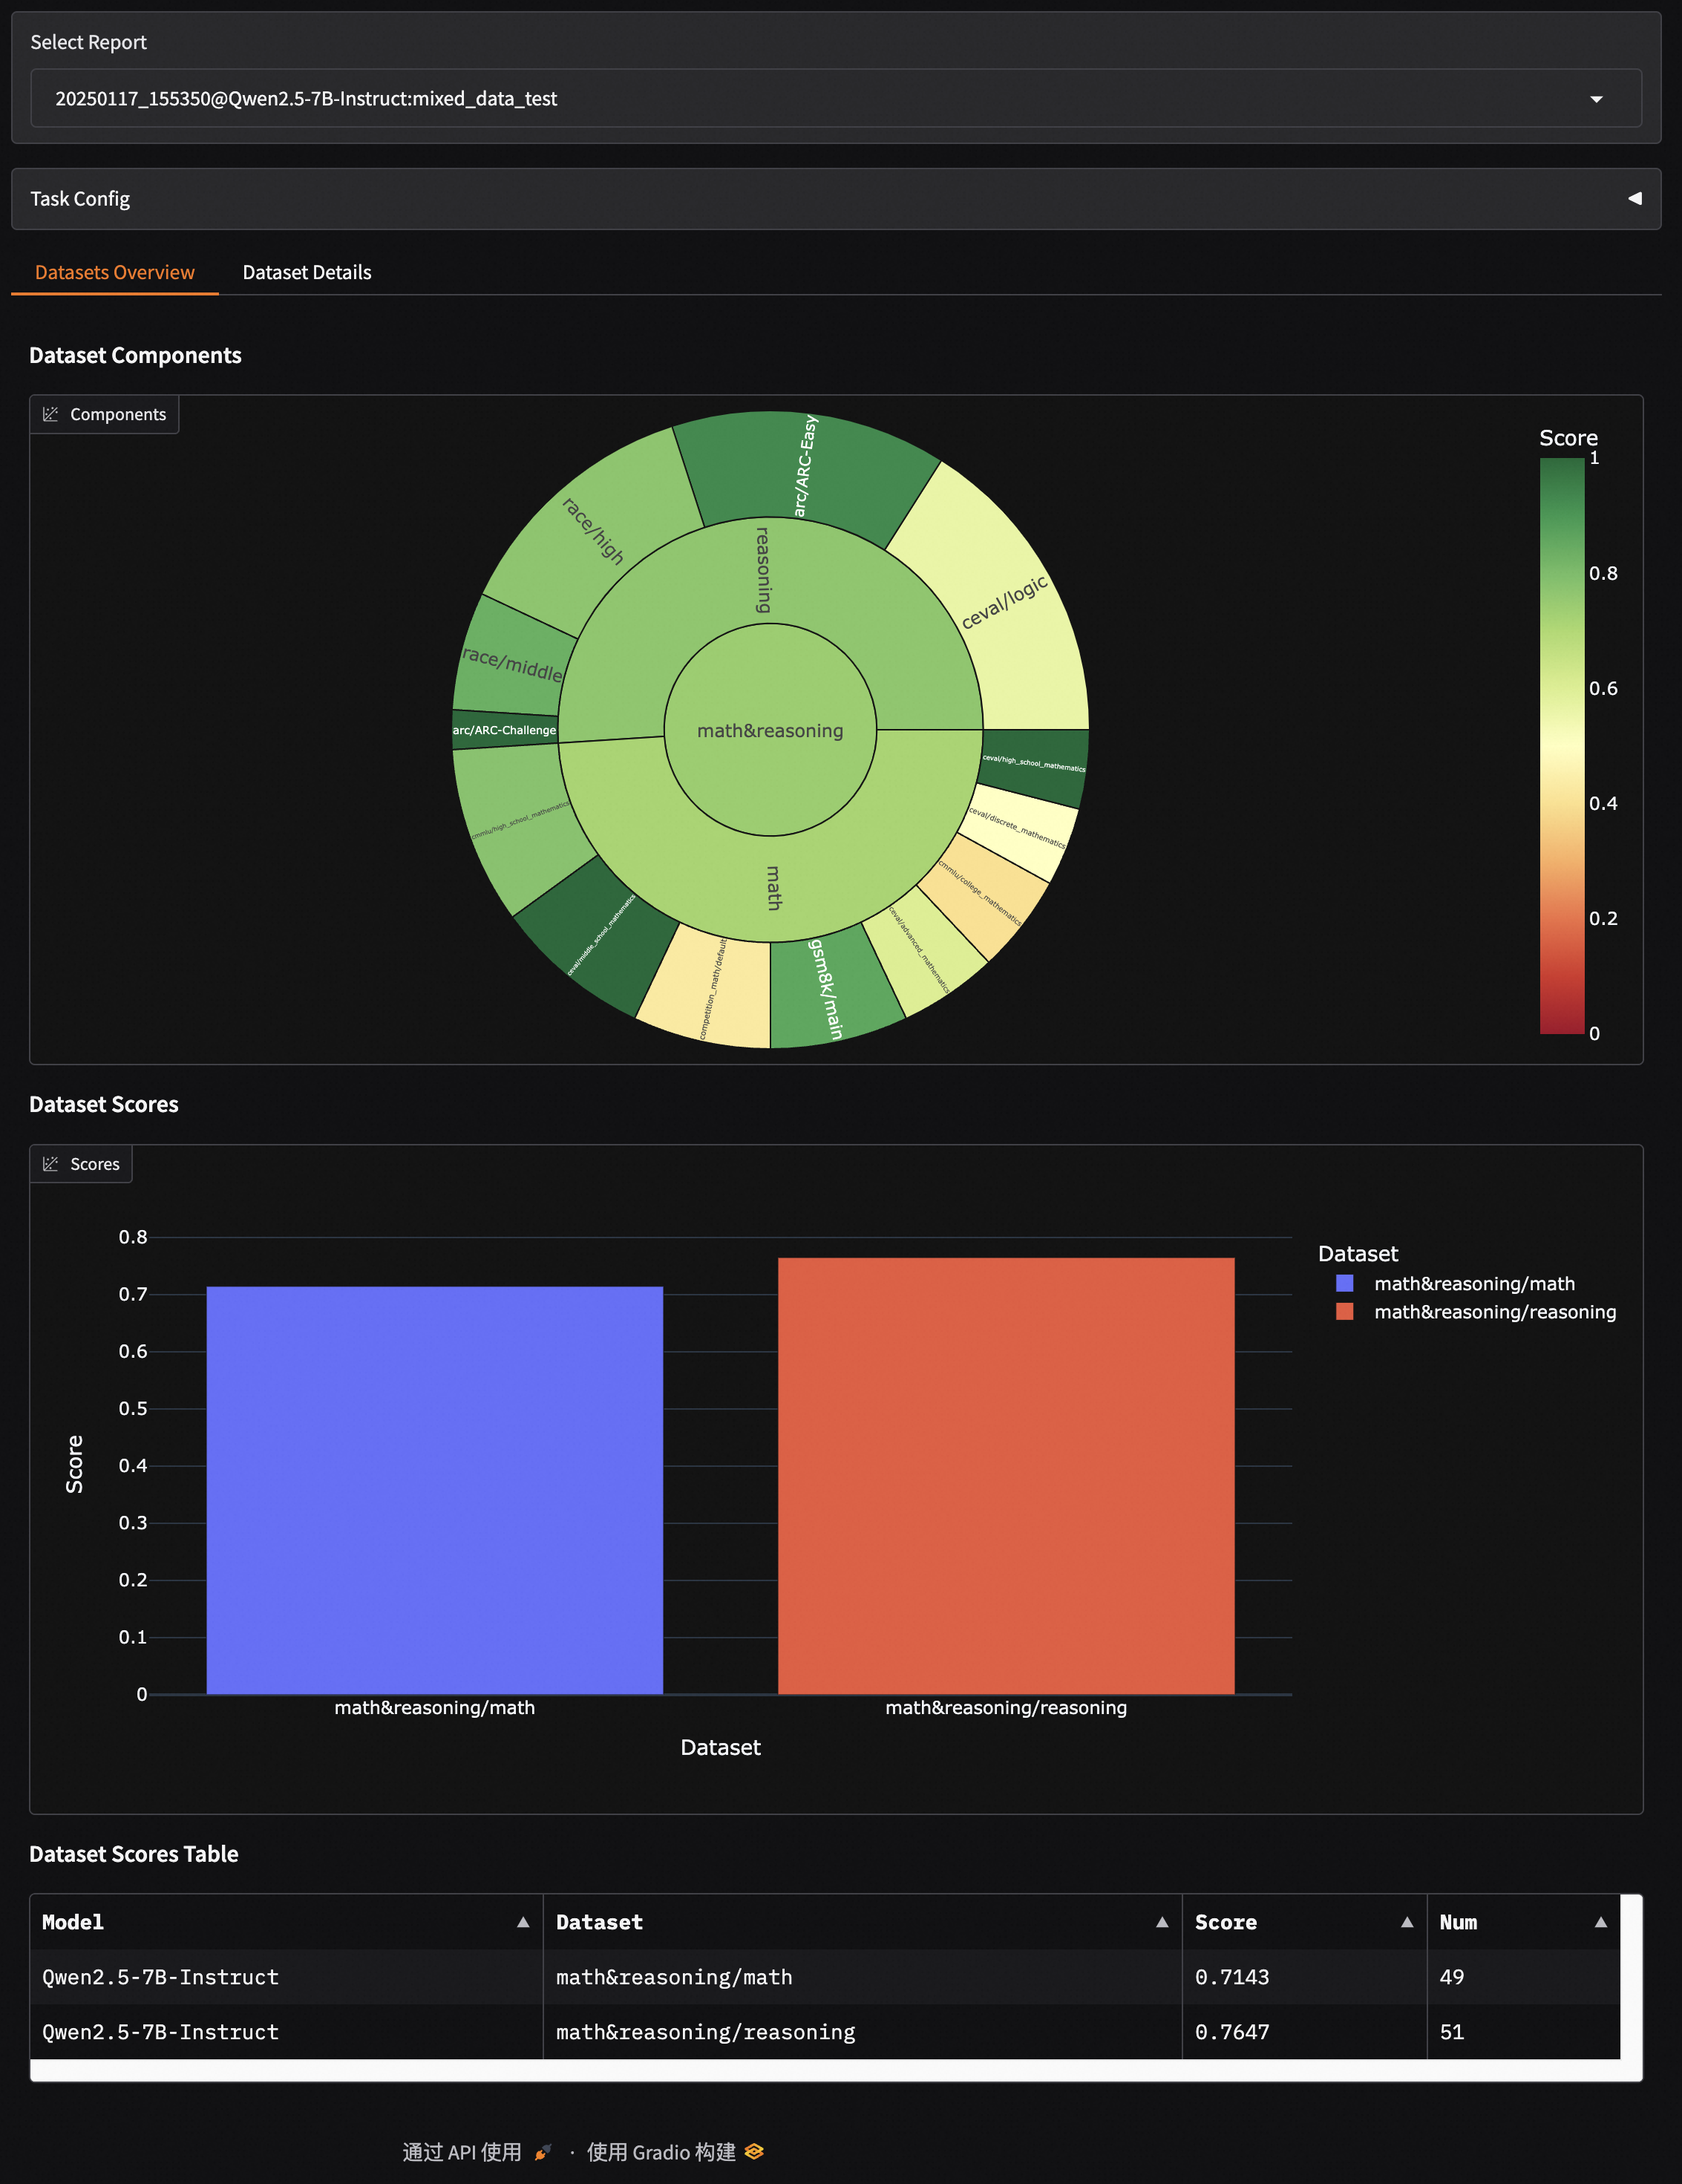 Select Report
20250117_155350@Qwen2.5-7B-Instruct:mixed_data_test
Task Config
Datasets Overview
Dataset Details
Dataset Components
Components
arc/ARC-Easy
race/high
reasoning
ceval/logic
race/middle
arc/ARC-Challenge
math&reasoning
ceval/high_school_mathematics
cmmlu/high_school_mathematics
ceval/discrete_mathematics
math
cmmlu/college_mathematics
ceval/middle_school_mathematics
ceval/advanced_mathematics
competition_math/default
gsm8k/main
Score
1
0.8
0.6
0.4
0.2
0
Dataset Scores
Scores
0.8
0.7
0.6
0.5
0.4
0.3
0.2
0.1
0
Score
math&reasoning/math
math&reasoning/reasoning
Dataset
Dataset
math&reasoning/math
math&reasoning/reasoning
Dataset Scores Table
Model Dataset Score Num
Qwen2.5-7B-Instruct math&reasoning/math 0.7143 49
Qwen2.5-7B-Instruct math&reasoning/reasoning 0.7647 51
通过 API 使用 · 使用 Gradio 构建